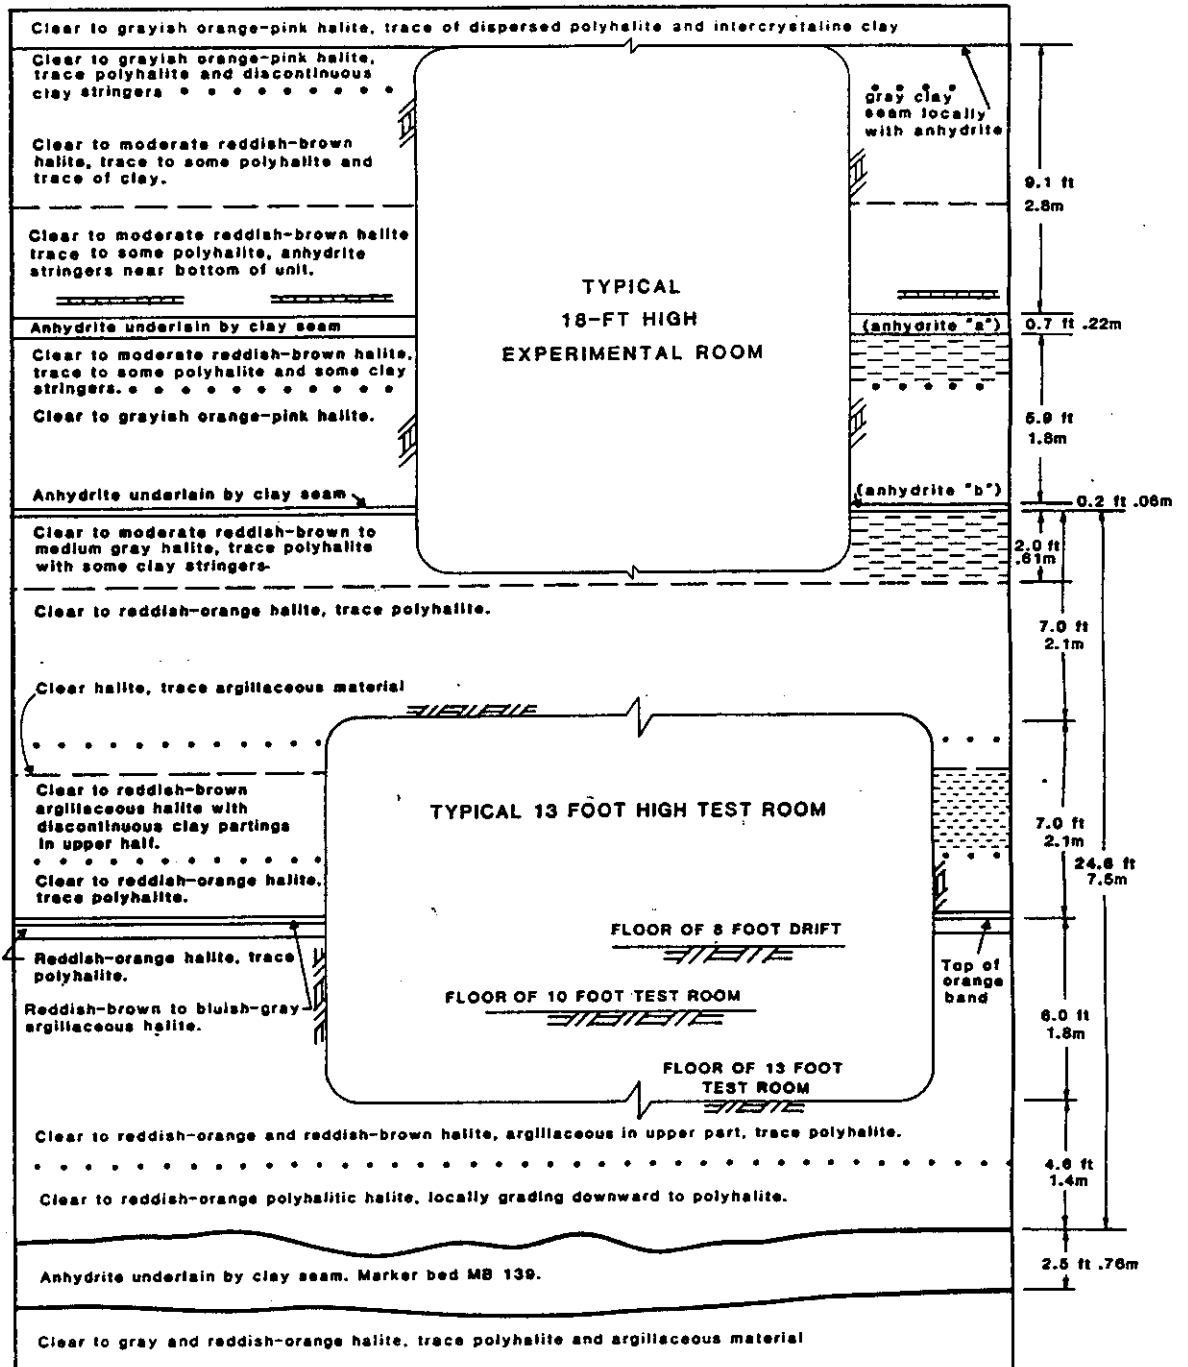 Clear to grayish orange-pink halite, trace of dispersed polyhalite and intercrystaline clay
Clear to grayish orange-pink halite,
trace polyhalite and discontinuous
clay stringers
gray clay
seam locally
with anhydrite
Clear to moderate reddish-brown
halite, trace to some polyhalite and
trace of clay.
9.1 ft
2.8m
Clear to moderate reddish-brown halite
trace to some polyhalite, anhydrite
stringers near bottom of unit.
TYPICAL
18-FT HIGH
EXPERIMENTAL ROOM
Anhydrite underlain by clay seam
(anhydrite "a")
0.7 ft .22m
Clear to moderate reddish-brown halite,
trace to some polyhalite and some clay
stringers.
Clear to grayish orange-pink halite.
5.9 ft
1.8m
Anhydrite underlain by clay seam
(anhydrite "b")
0.2 ft .06m
Clear to moderate reddish-brown to
medium gray halite, trace polyhalite
with some clay stringers-
2.0 ft
.61m
Clear to reddish-orange halite, trace polyhalite.
7.0 ft
2.1m
Clear halite, trace argillaceous material
Clear to reddish-brown
argillaceous halite with
discontinuous clay partings
in upper half.
TYPICAL 13 FOOT HIGH TEST ROOM
7.0 ft
2.1m
24.6 ft
7.5m
Clear to reddish-orange halite,
trace polyhalite.
FLOOR OF 8 FOOT DRIFT
Reddish-orange halite, trace
polyhalite.
Top of
orange
band
Reddish-brown to bluish-gray
argillaceous halite.
FLOOR OF 10 FOOT TEST ROOM
6.0 ft
1.8m
FLOOR OF 13 FOOT
TEST ROOM
Clear to reddish-orange and reddish-brown halite, argillaceous in upper part, trace polyhalite.
4.6 ft
1.4m
Clear to reddish-orange polyhalitic halite, locally grading downward to polyhalite.
Anhydrite underlain by clay seam. Marker bed MB 139.
2.5 ft .76m
Clear to gray and reddish-orange halite, trace polyhalite and argillaceous material